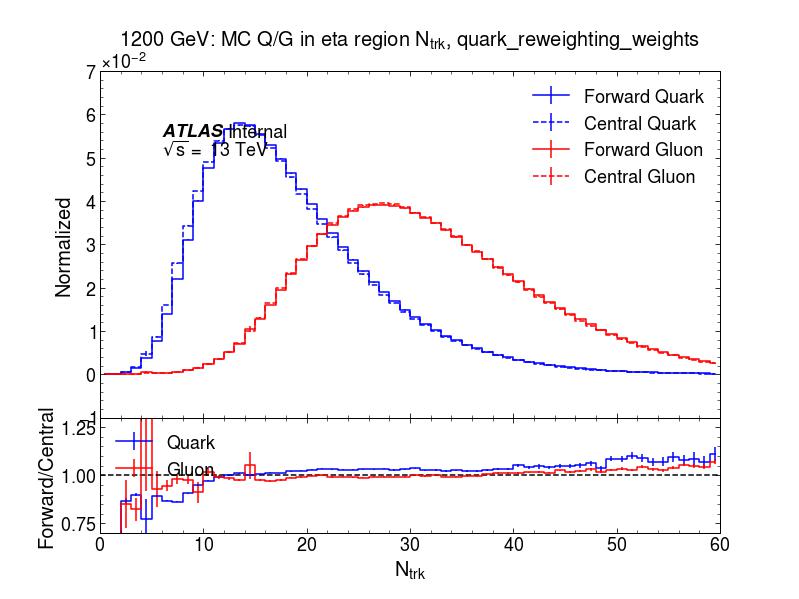 1200 GeV: MC Q/G in eta region N_trk, quark_reweighting_weights
×10⁻²
7
6
5
4
3
2
1
0
−1
Normalized
ATLAS Internal
√s = 13 TeV
Forward Quark
Central Quark
Forward Gluon
Central Gluon
Forward/Central
1.25
1.00
0.75
Quark
Gluon
0 10 20 30 40 50 60
N_trk